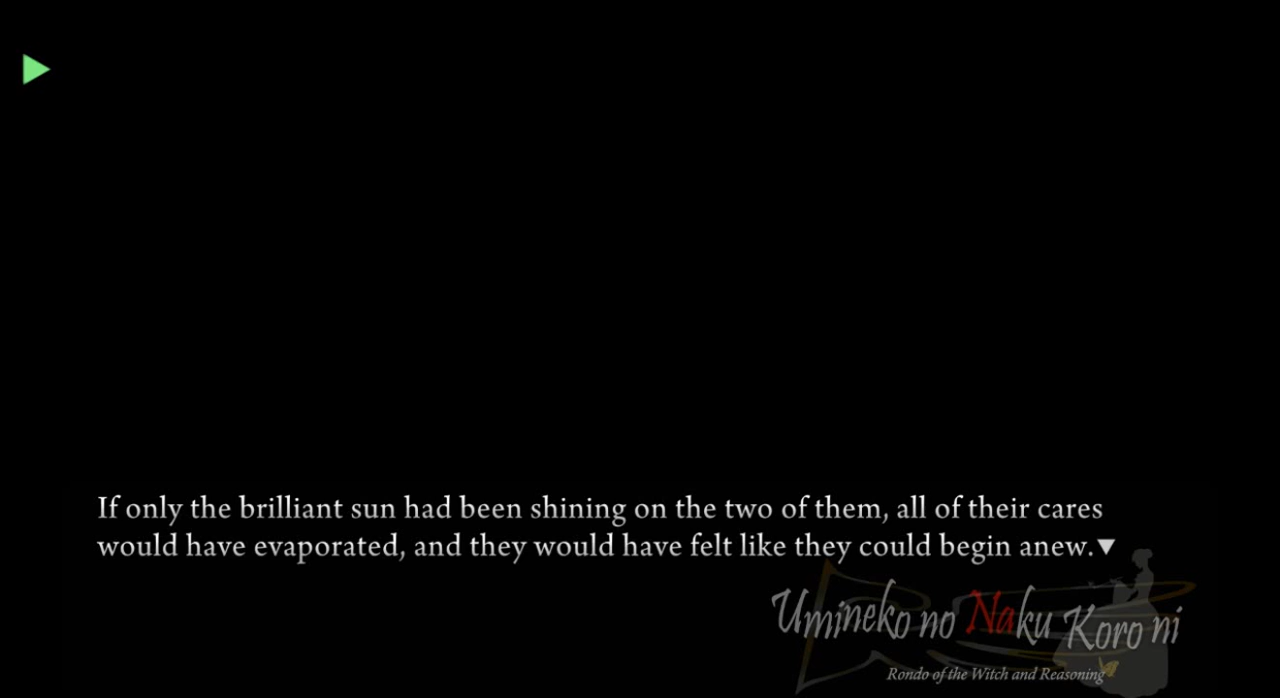 If only the brilliant sun had been shining on the two of them, all of their cares
would have evaporated, and they would have felt like they could begin anew.
Umineko no Naku Koro ni
Rondo of the Witch and Reasoning